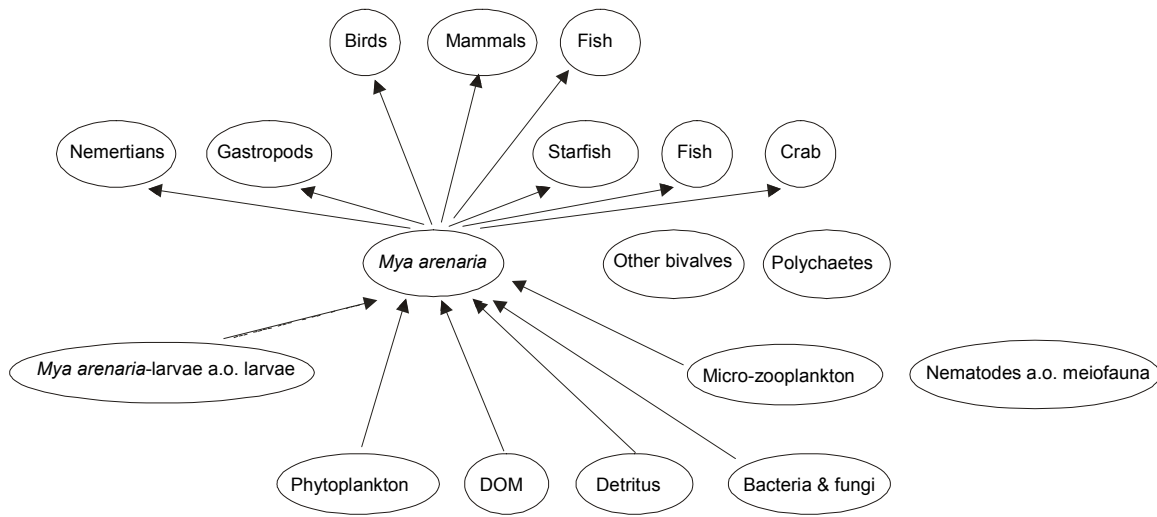 Birds
Mammals
Fish
Nemertians
Gastropods
Starfish
Fish
Crab
Mya arenaria
Other bivalves
Polychaetes
Mya arenaria-larvae a.o. larvae
Micro-zooplankton
Nematodes a.o. meiofauna
Phytoplankton
DOM
Detritus
Bacteria & fungi